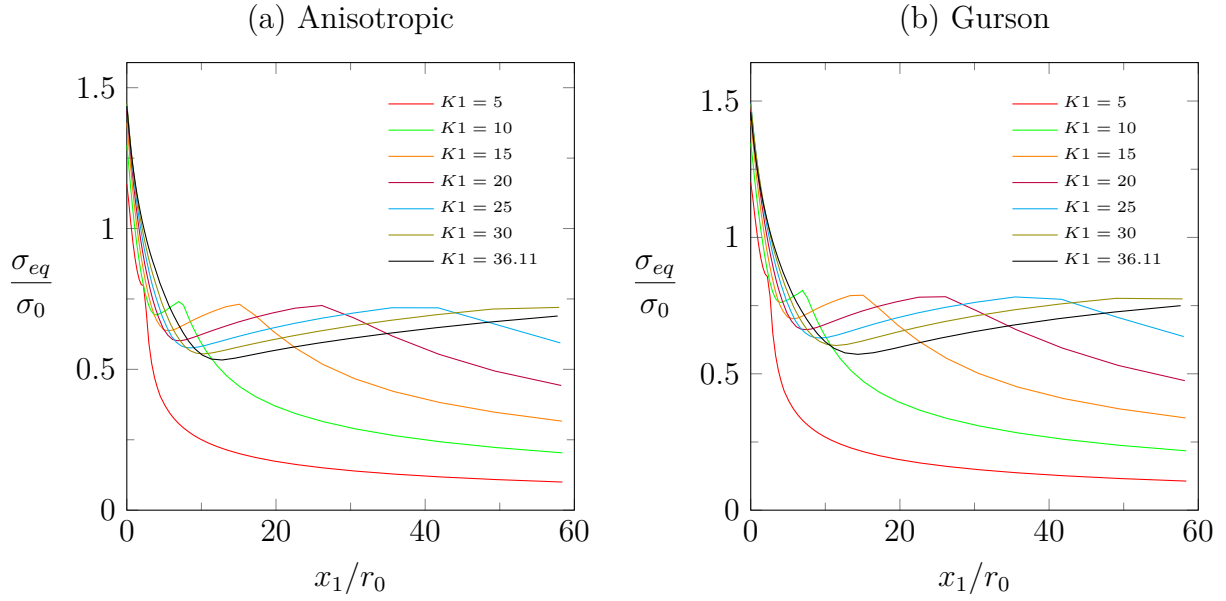 (a) Anisotropic
1.5
1
0.5
0
σ_eq/σ_0
K1 = 5
K1 = 10
K1 = 15
K1 = 20
K1 = 25
K1 = 30
K1 = 36.11
0 20 40 60
x_1/r_0
(b) Gurson
1.5
1
0.5
0
σ_eq/σ_0
K1 = 5
K1 = 10
K1 = 15
K1 = 20
K1 = 25
K1 = 30
K1 = 36.11
0 20 40 60
x_1/r_0